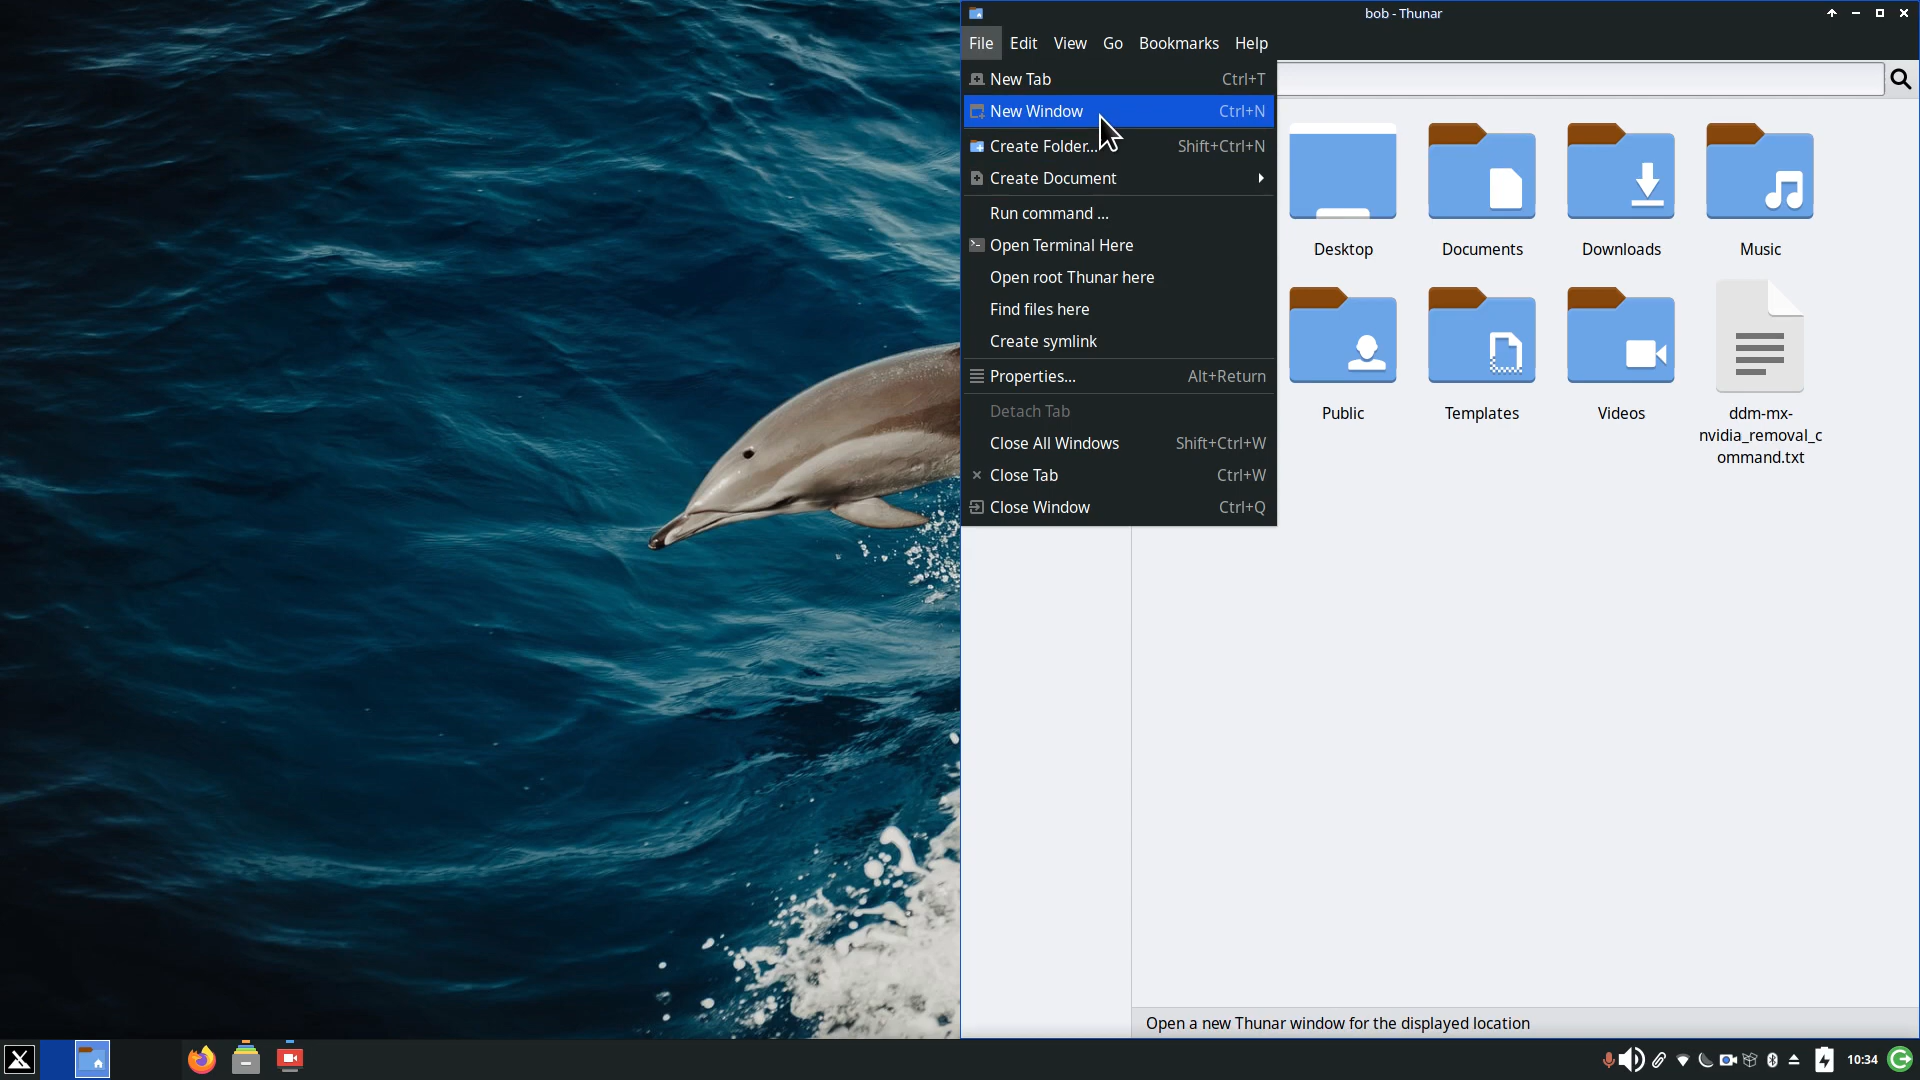 bob - Thunar
File Edit View Go Bookmarks Help
New Tab Ctrl+T
New Window Ctrl+N
Create Folder... Shift+Ctrl+N
Create Document
Run command ...
Open Terminal Here
Open root Thunar here
Find files here
Create symlink
Properties... Alt+Return
Detach Tab
Close All Windows Shift+Ctrl+W
Close Tab Ctrl+W
Close Window Ctrl+Q
Desktop Documents Downloads Music
Public Templates Videos ddm-mx-
nvidia_removal_c
ommand.txt
Open a new Thunar window for the displayed location
10:34